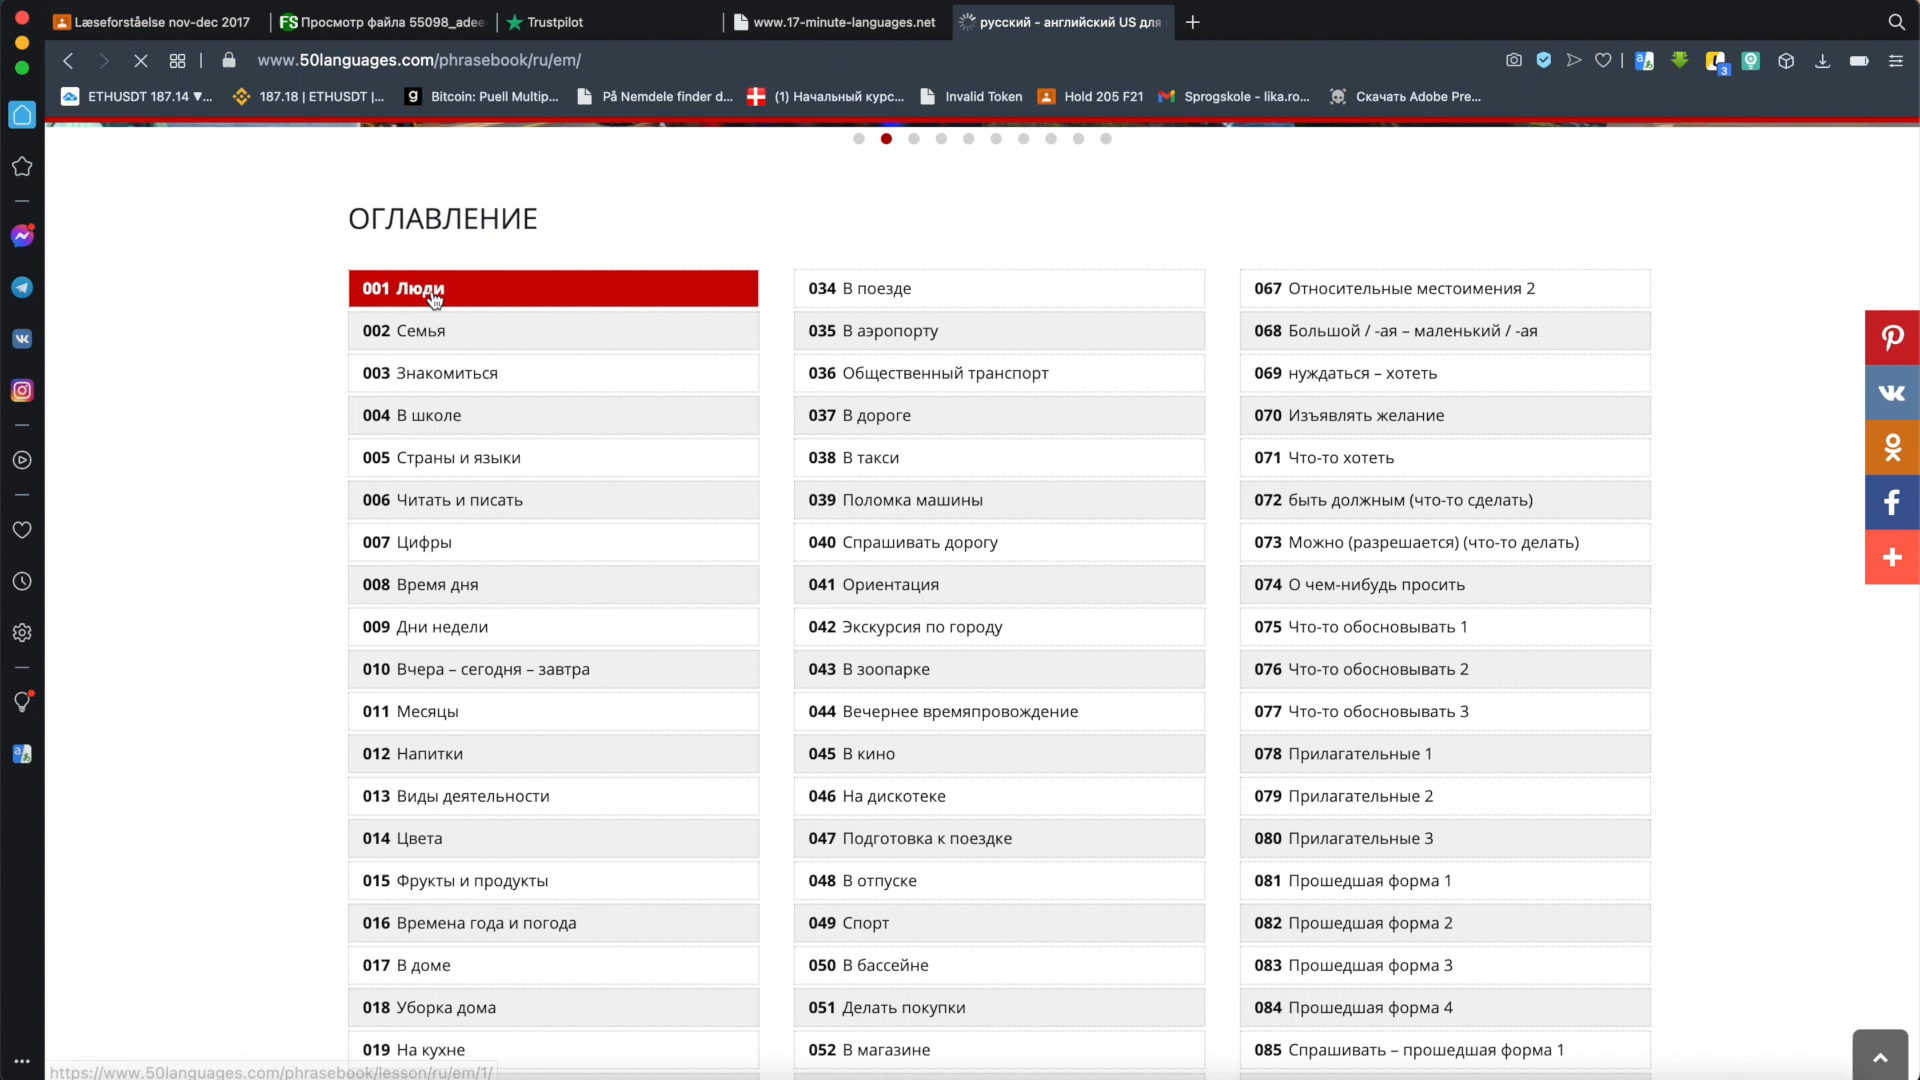 Læseforståelse nov-dec 2017
FS Просмотр файла 55098_adee
Trustpilot
www.17-minute-languages.net
русский - английский US для
www.50languages.com/phrasebook/ru/em/
3
ETHUSDT 187.14 ▼...
187.18 | ETHUSDT |...
g Bitcoin: Puell Multip...
På Nemdele finder d...
(1) Начальный курс...
Invalid Token
Hold 205 F21
Sprogskole - lika.ro...
Скачать Adobe Pre...
ОГЛАВЛЕНИЕ
001 Люди
002 Семья
003 Знакомиться
004 В школе
005 Страны и языки
006 Читать и писать
007 Цифры
008 Время дня
009 Дни недели
010 Вчера – сегодня – завтра
011 Месяцы
012 Напитки
013 Виды деятельности
014 Цвета
015 Фрукты и продукты
016 Времена года и погода
017 В доме
018 Уборка дома
019 На кухне
034 В поезде
035 В аэропорту
036 Общественный транспорт
037 В дороге
038 В такси
039 Поломка машины
040 Спрашивать дорогу
041 Ориентация
042 Экскурсия по городу
043 В зоопарке
044 Вечернее времяпровождение
045 В кино
046 На дискотеке
047 Подготовка к поездке
048 В отпуске
049 Спорт
050 В бассейне
051 Делать покупки
052 В магазине
067 Относительные местоимения 2
068 Большой / -ая – маленький / -ая
069 нуждаться – хотеть
070 Изъявлять желание
071 Что-то хотеть
072 быть должным (что-то сделать)
073 Можно (разрешается) (что-то делать)
074 О чем-нибудь просить
075 Что-то обосновывать 1
076 Что-то обосновывать 2
077 Что-то обосновывать 3
078 Прилагательные 1
079 Прилагательные 2
080 Прилагательные 3
081 Прошедшая форма 1
082 Прошедшая форма 2
083 Прошедшая форма 3
084 Прошедшая форма 4
085 Спрашивать – прошедшая форма 1
https://www.50languages.com/phrasebook/lesson/ru/em/1/